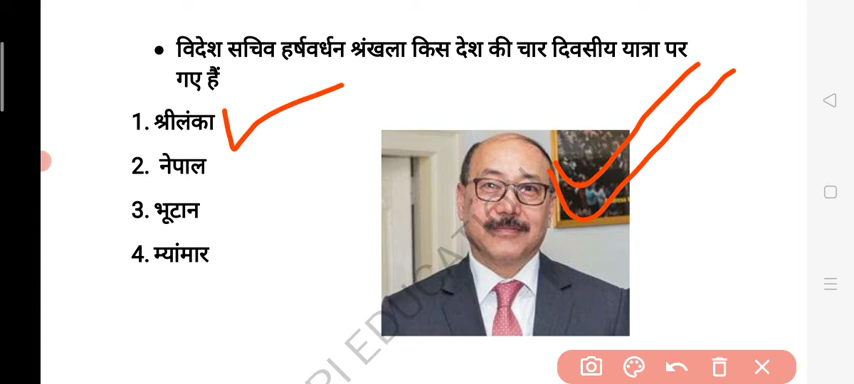 • विदेश सचिव हर्षवर्धन श्रंखला किस देश की चार दिवसीय यात्रा पर
गए हैं
1. श्रीलंका
2. नेपाल
3. भूटान
4. म्यांमार